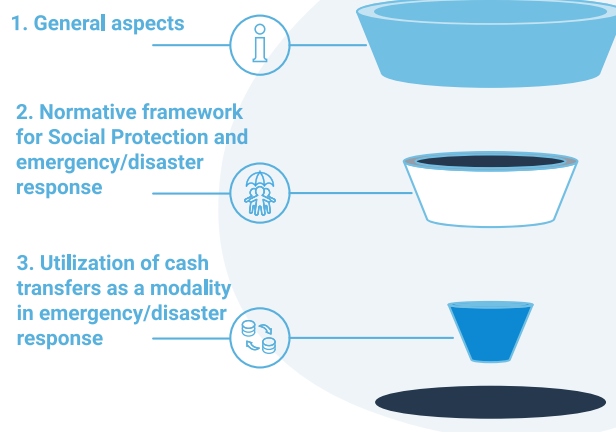 1. General aspects
2. Normative framework
for Social Protection and
emergency/disaster
response
3. Utilization of cash
transfers as a modality
in emergency/disaster
response